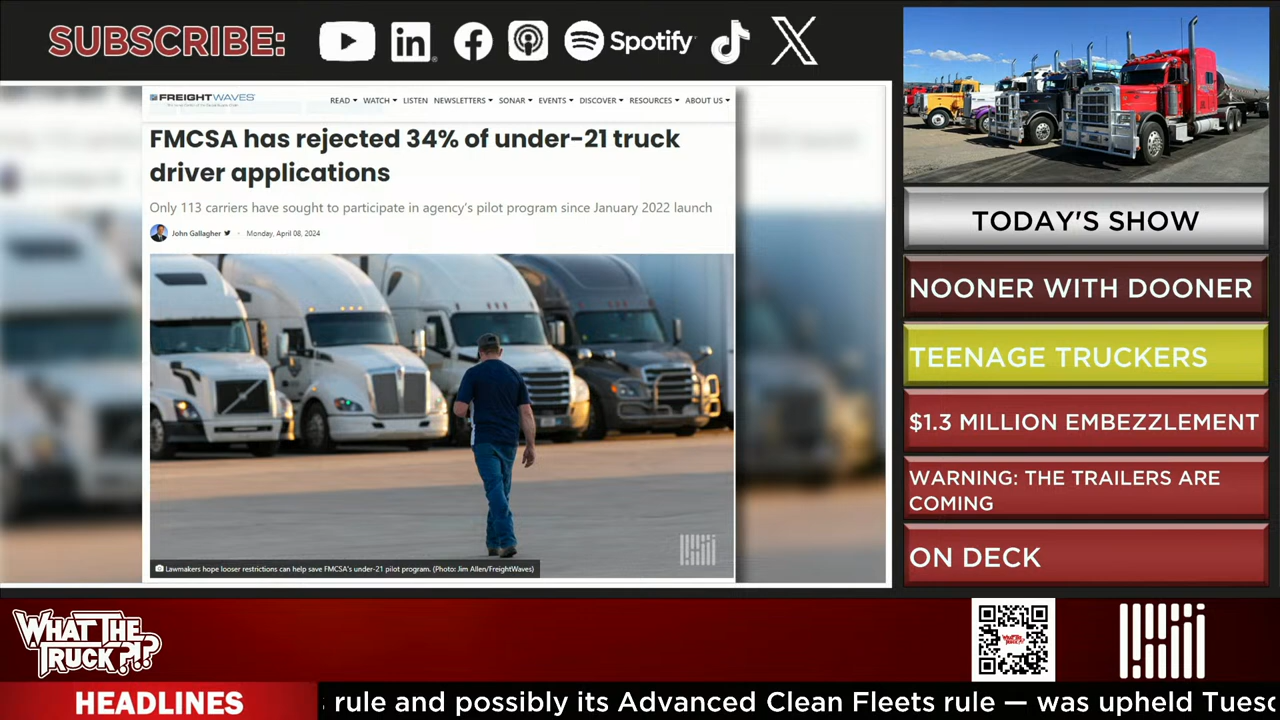 SUBSCRIBE:
Spotify
FREIGHTWAVES
READ WATCH LISTEN NEWSLETTERS SONAR EVENTS DISCOVER RESOURCES ABOUT US
FMCSA has rejected 34% of under-21 truck
driver applications
Only 113 carriers have sought to participate in agency's pilot program since January 2022 launch
John Gallagher · Monday, April 08, 2024
Lawmakers hope looser restrictions can help save FMCSA's under-21 pilot program. (Photo: Jim Allen/FreightWaves)
TODAY'S SHOW
NOONER WITH DOONER
TEENAGE TRUCKERS
$1.3 MILLION EMBEZZLEMENT
WARNING: THE TRAILERS ARE
COMING
ON DECK
WHAT THE
TRUCK?!?
HEADLINES
rule and possibly its Advanced Clean Fleets rule — was upheld Tuesd